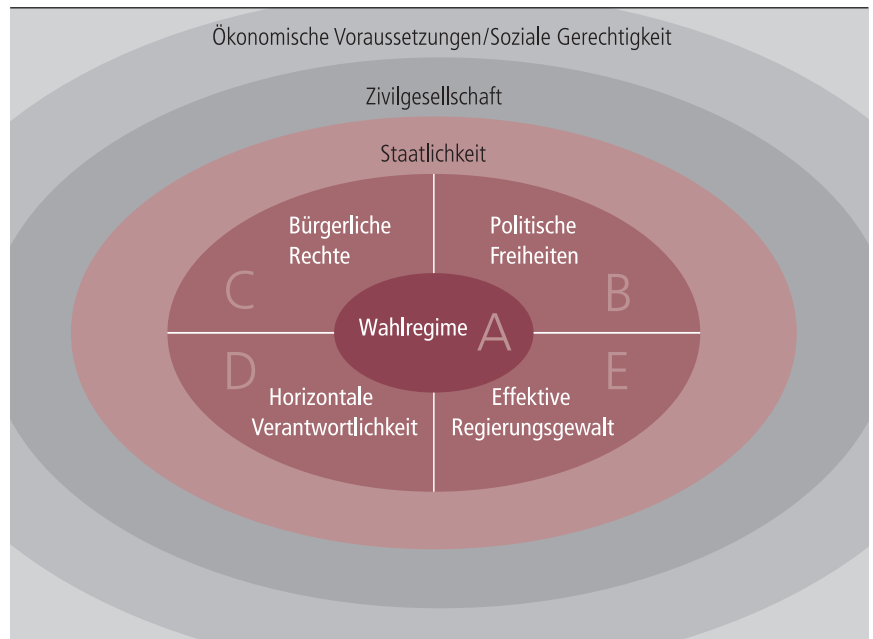 Ökonomische Voraussetzungen/Soziale Gerechtigkeit
Zivilgesellschaft
Staatlichkeit
Bürgerliche
Rechte
C
Politische
Freiheiten
B
Wahlregime A
D
Horizontale
Verantwortlichkeit
E
Effektive
Regierungsgewalt